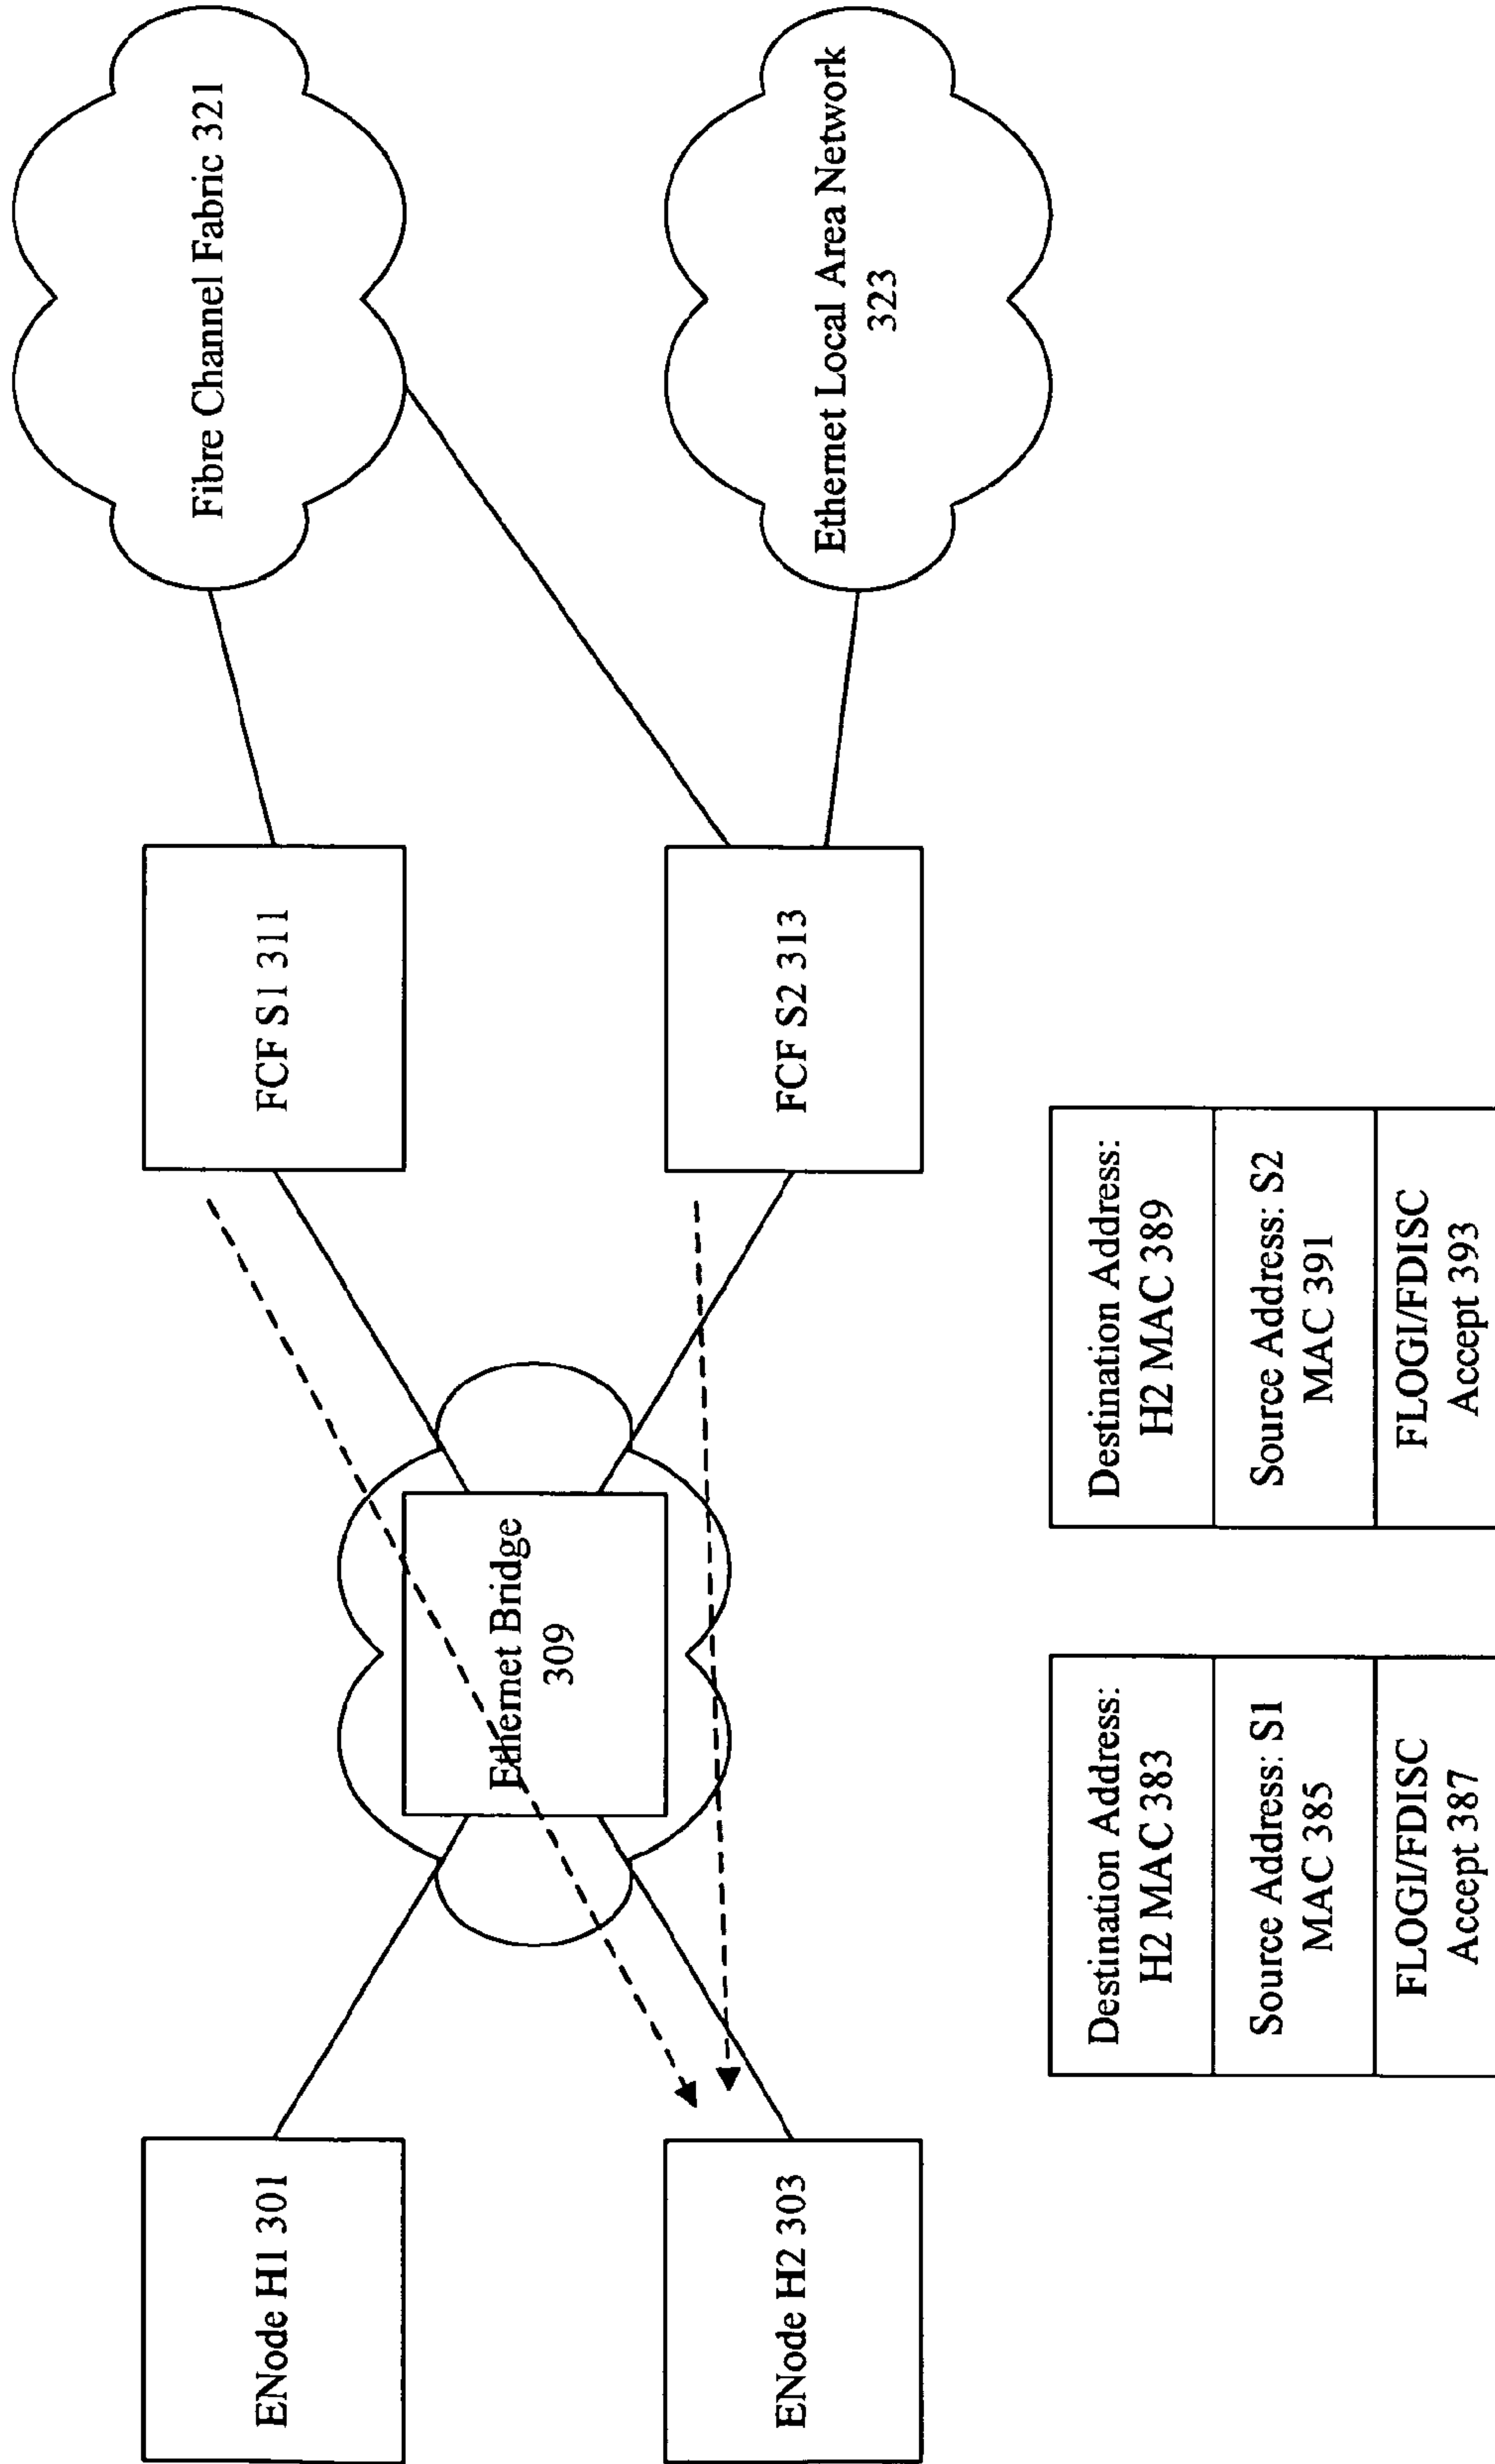 ENode H1 301
ENode H2 303
Ethernet Bridge
309
FCF S1 311
FCF S2 313
Fibre Channel Fabric 321
Ethernet Local Area Network
323
Destination Address:
H2 MAC 383
Source Address: S1
MAC 385
FLOGI/FDISC
Accept 387
Destination Address:
H2 MAC 389
Source Address: S2
MAC 391
FLOGI/FDISC
Accept 393